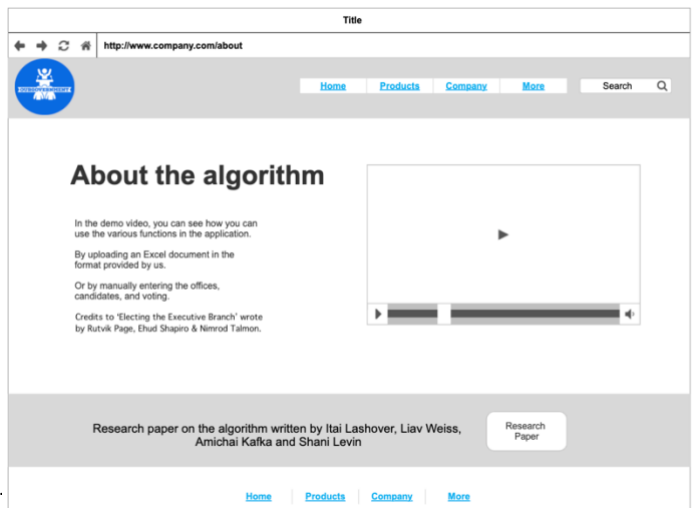 Title
http://www.company.com/about
Home Products Company More Search
About the algorithm
In the demo video, you can see how you can
use the various functions in the application.
By uploading an Excel document in the
format provided by us.
Or by manually entering the offices,
candidates, and voting.
Credits to ‘Electing the Executive Branch’ wrote
by Rutvik Page, Ehud Shapiro & Nimrod Talmon.
Research paper on the algorithm written by Itai Lashover, Liav Weiss,
Amichai Kafka and Shani Levin
Research
Paper
Home Products Company More